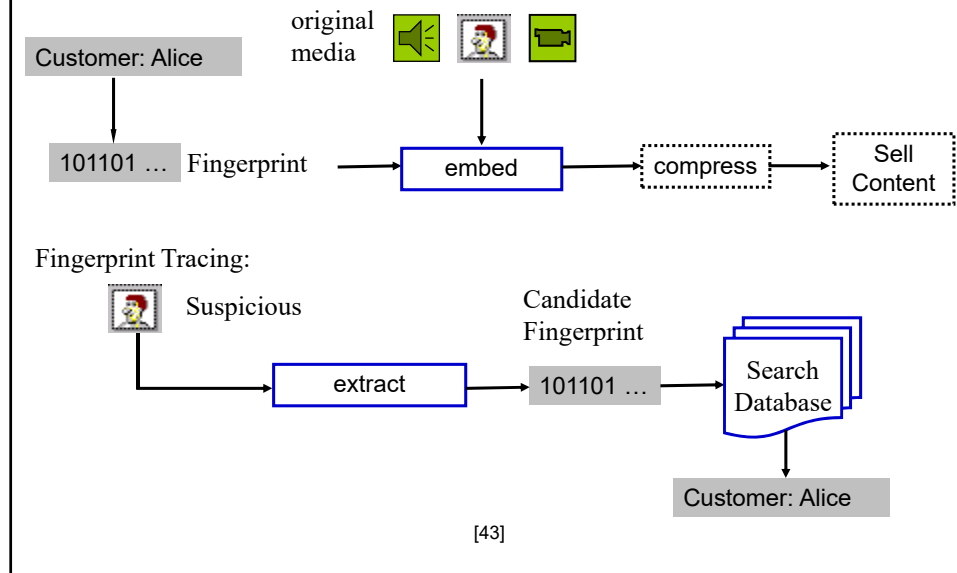 original
media
Customer: Alice
101101 … Fingerprint
embed
compress
Sell
Content
Fingerprint Tracing:
Suspicious
Candidate
Fingerprint
extract
101101 …
Search
Database
Customer: Alice
[43]